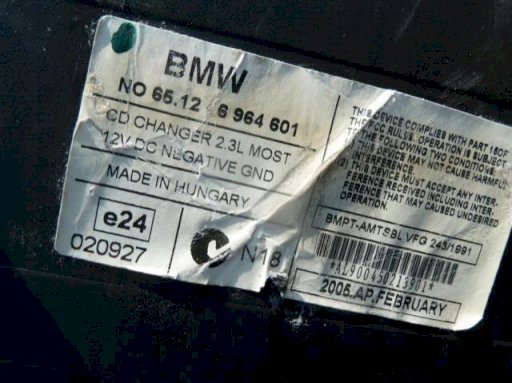 BMW
NO 65.12 6 964 601
CD CHANGER 2.3L MOST
12V DC NEGATIVE GND
MADE IN HUNGARY
e24
020927
N18
THIS DEVICE COMPLIES WITH PART 15 OF
THE FCC RULES OPERATION IS SUBJECT
TO THE FOLLOWING TWO CONDITIONS
THIS DEVICE MAY NOT CAUSE HARMFUL
INTERFERENCE
(2) THIS DEVICE MUST ACCEPT ANY INTER-
FERENCE RECEIVED INCLUDING INTER-
FERENCE THAT MAY CAUSED UNDESIRED
OPERATION.
BMPT-AMTSBL VFG 243/1991
*AL900450213901*
2005.AP.FEBRUARY